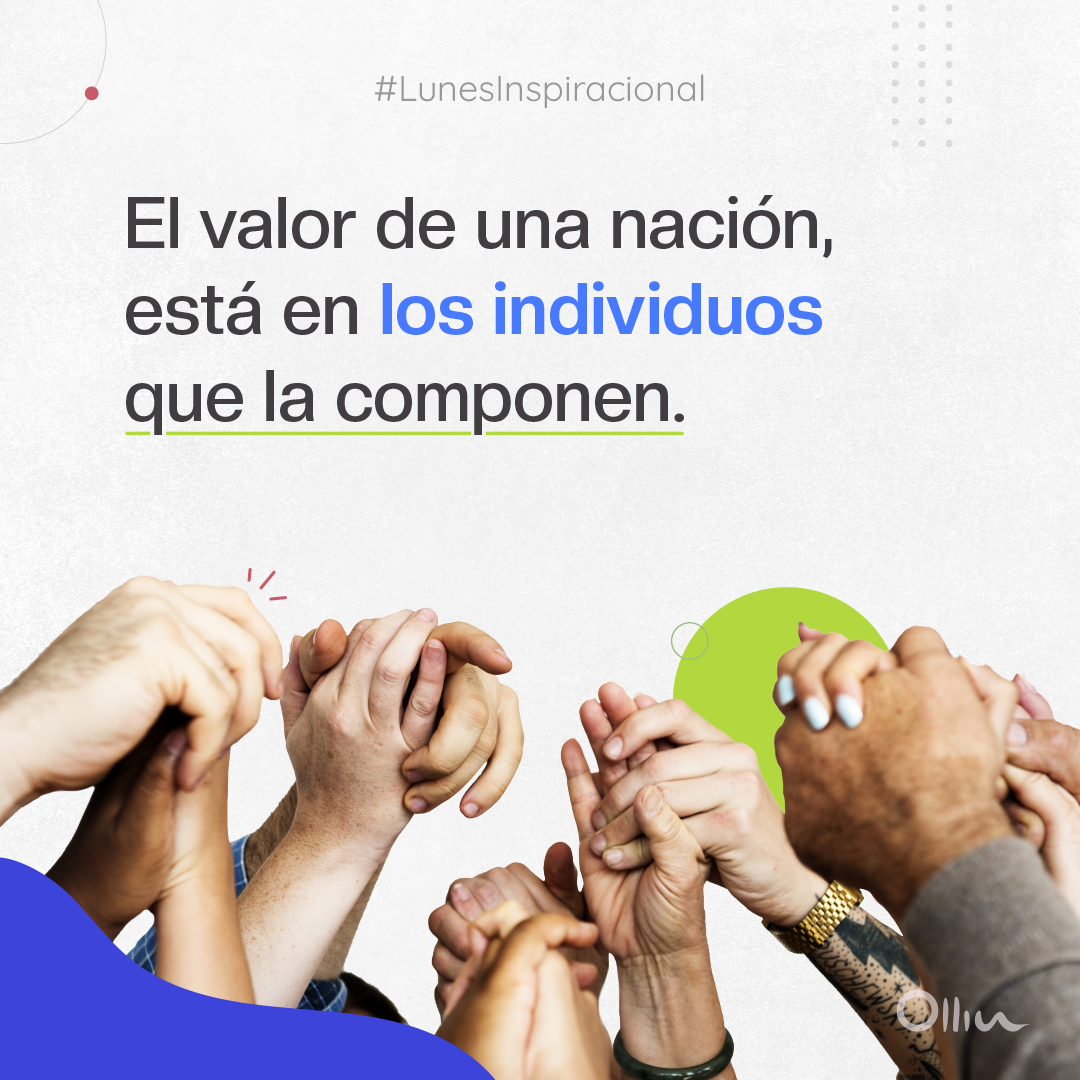 #LunesInspiracional
El valor de una nación,
está en los individuos
que la componen.
Ollin